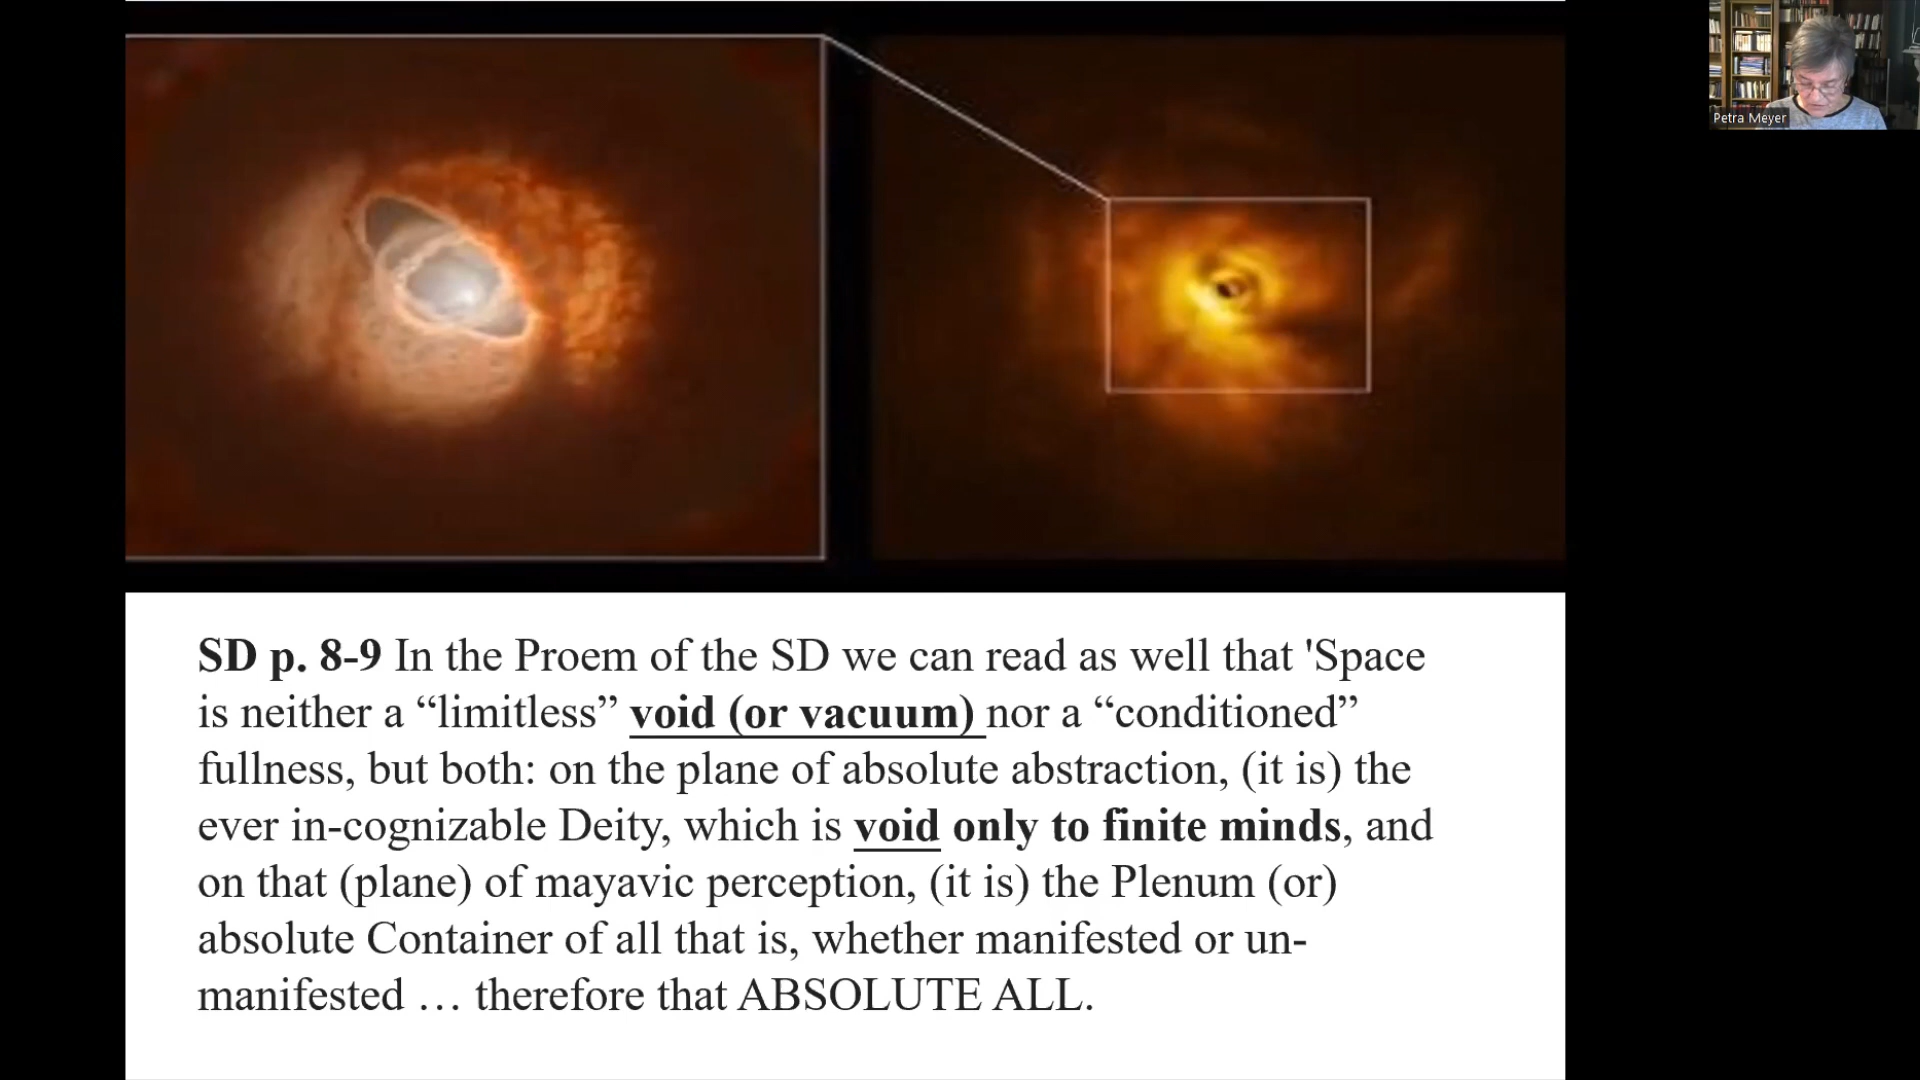 Petra Meyer
SD p. 8-9 In the Proem of the SD we can read as well that 'Space
is neither a “limitless” void (or vacuum) nor a “conditioned”
fullness, but both: on the plane of absolute abstraction, (it is) the
ever in-cognizable Deity, which is void only to finite minds, and
on that (plane) of mayavic perception, (it is) the Plenum (or)
absolute Container of all that is, whether manifested or un-
manifested … therefore that ABSOLUTE ALL.